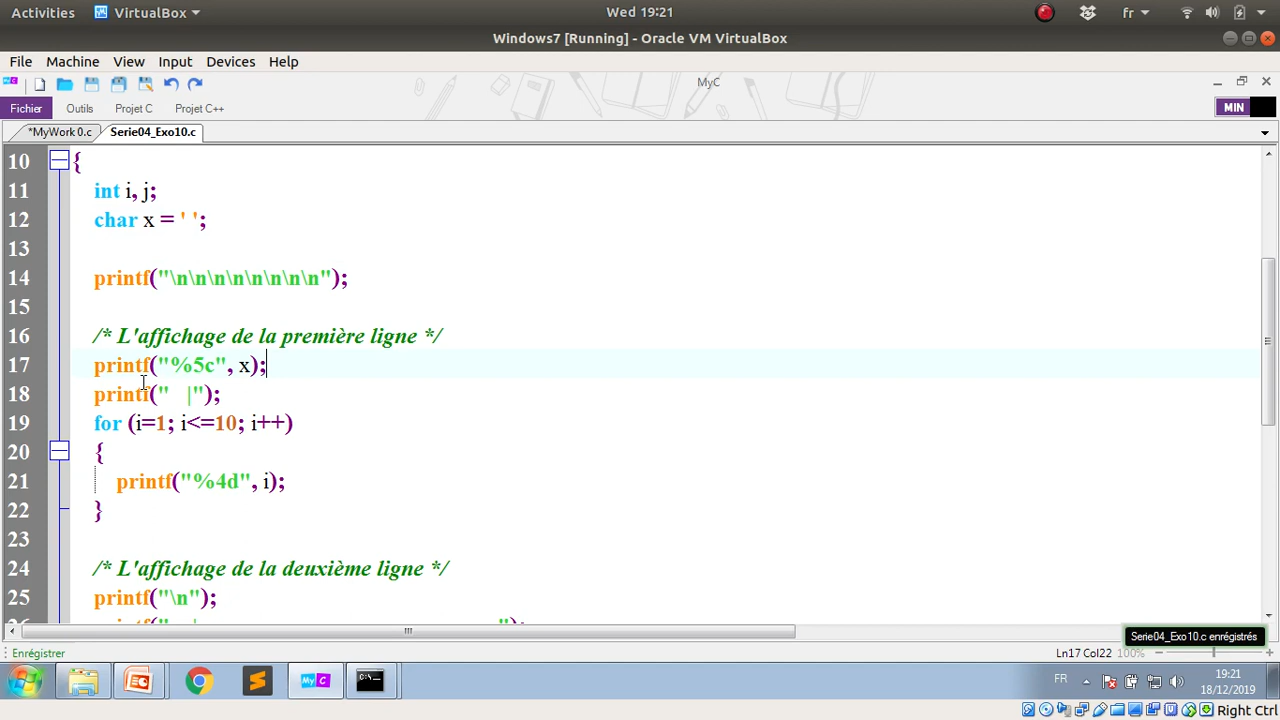 Activities VirtualBox Wed 19:21 fr
Windows7 [Running] - Oracle VM VirtualBox
File Machine View Input Devices Help
MyC
Fichier Outils Projet C Projet C++ MIN
*MyWork 0.c Serie04_Exo10.c
10 {
11 int i, j;
12 char x = ' ';
13
14 printf("\n\n\n\n\n\n\n\n");
15
16 /* L'affichage de la première ligne */
17 printf("%5c", x);
18 printf("   |");
19 for (i=1; i<=10; i++)
20 {
21 printf("%4d", i);
22 }
23
24 /* L'affichage de la deuxième ligne */
25 printf("\n");
Serie04_Exo10.c enregistrés
Enregistrer Ln17 Col22 100%
MyC C:\ FR 19:21
18/12/2019
Right Ctrl